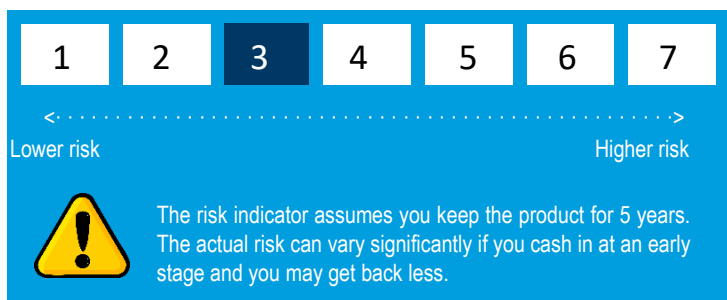 1 2 3 4 5 6 7
<· · · · · · · · · · · · · · · · · · · · · · · · · · · · · · · · · · · · · · · · · · · · · · · · · · · ·>
Lower risk Higher risk
The risk indicator assumes you keep the product for 5 years.
The actual risk can vary significantly if you cash in at an early
stage and you may get back less.